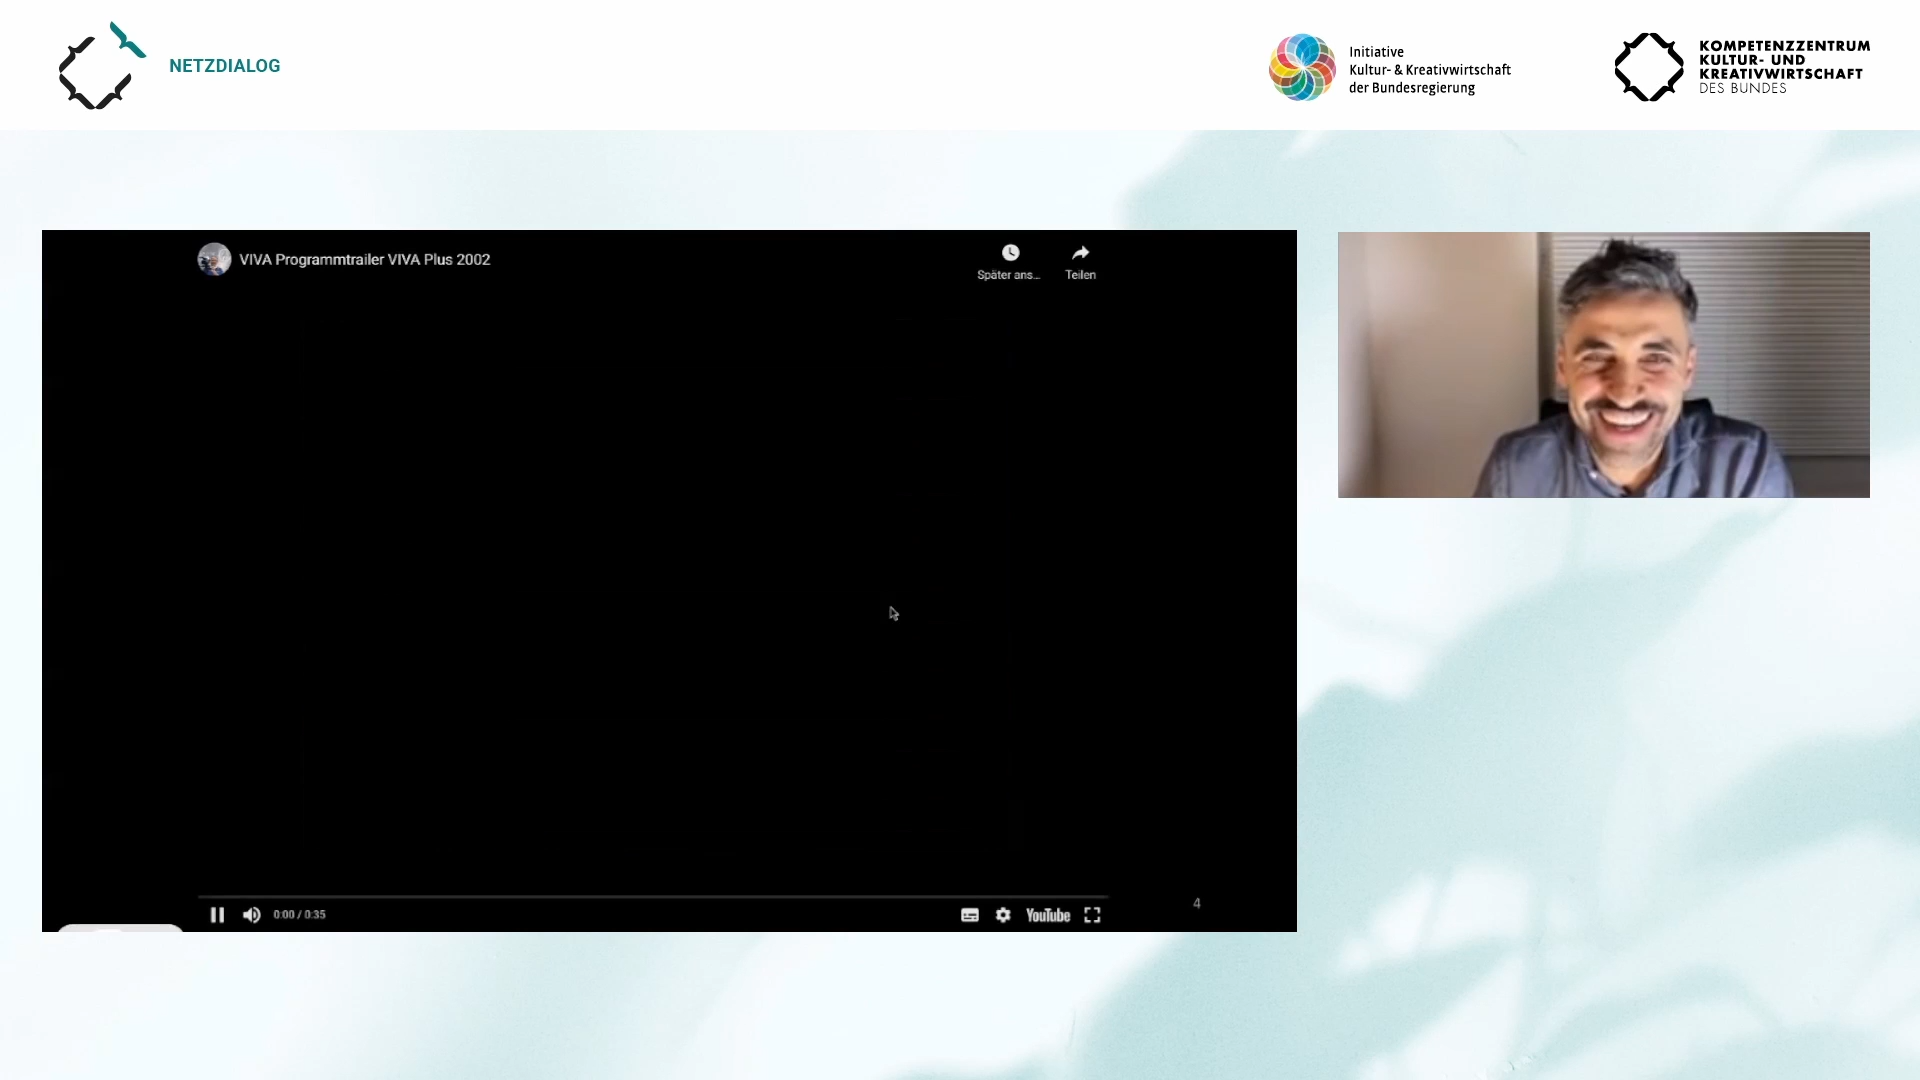 NETZDIALOG
Initiative
Kultur- & Kreativwirtschaft
der Bundesregierung
KOMPETENZZENTRUM
KULTUR- UND
KREATIVWIRTSCHAFT
DES BUNDES
VIVA Programmtrailer VIVA Plus 2002
Später ans...
Teilen
0:00 / 0:35
YouTube
4